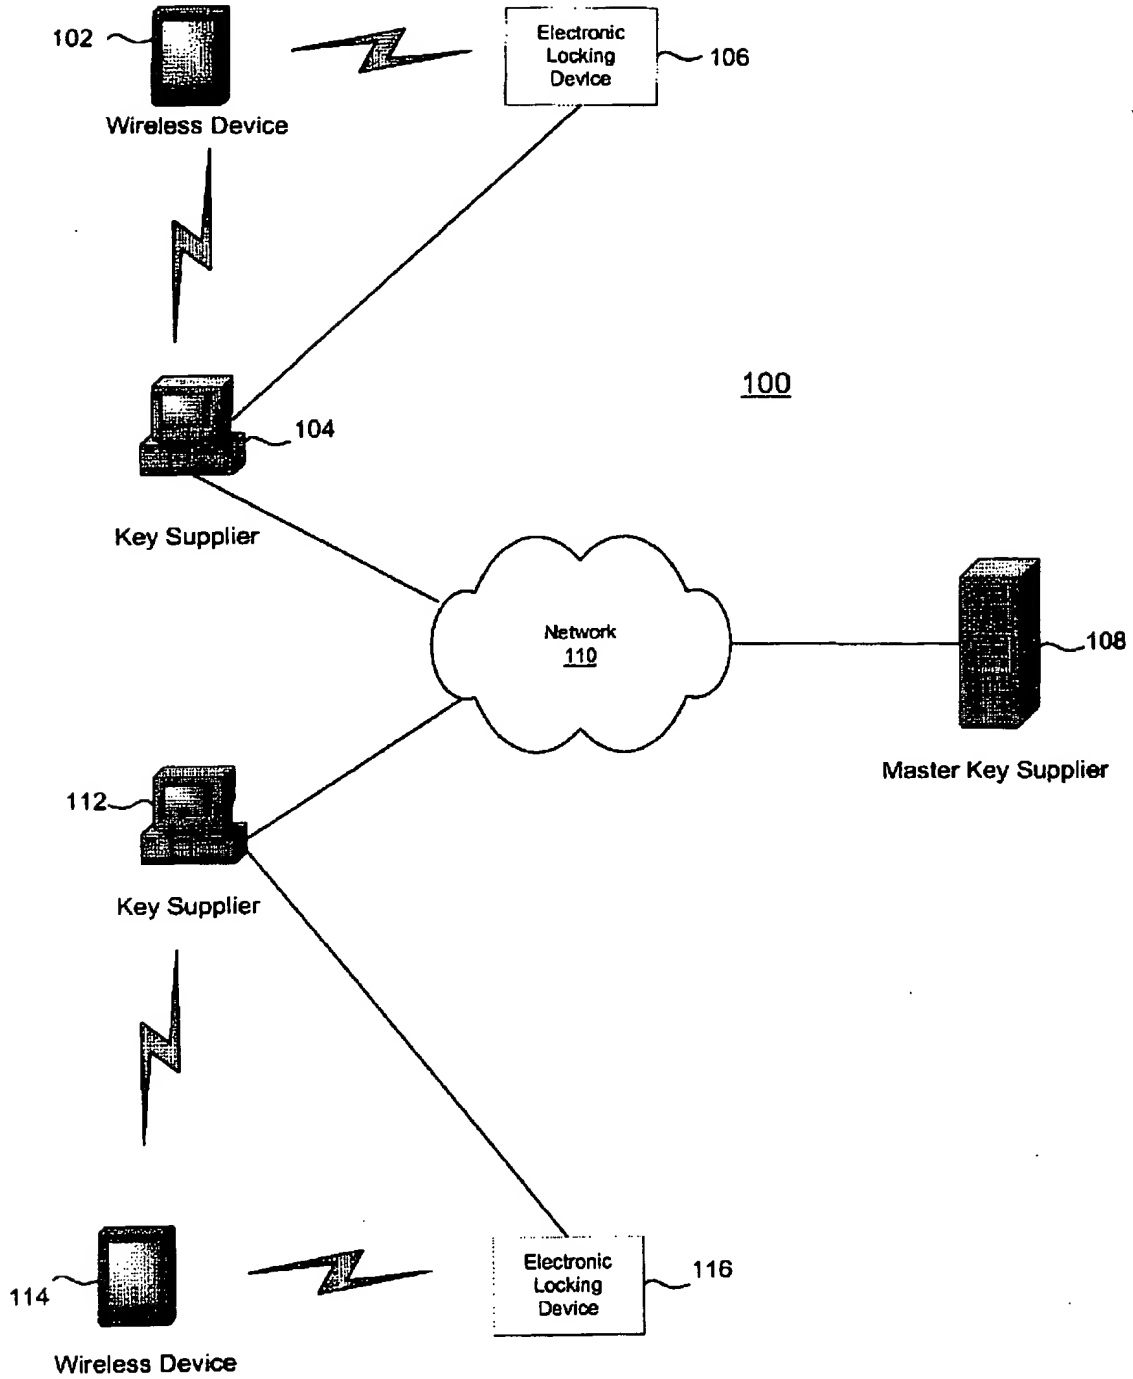 102
Electronic
Locking
Device
106
Wireless Device
100
104
Key Supplier
Network
110
108
Master Key Supplier
112
Key Supplier
114
Wireless Device
Electronic
Locking
Device
116